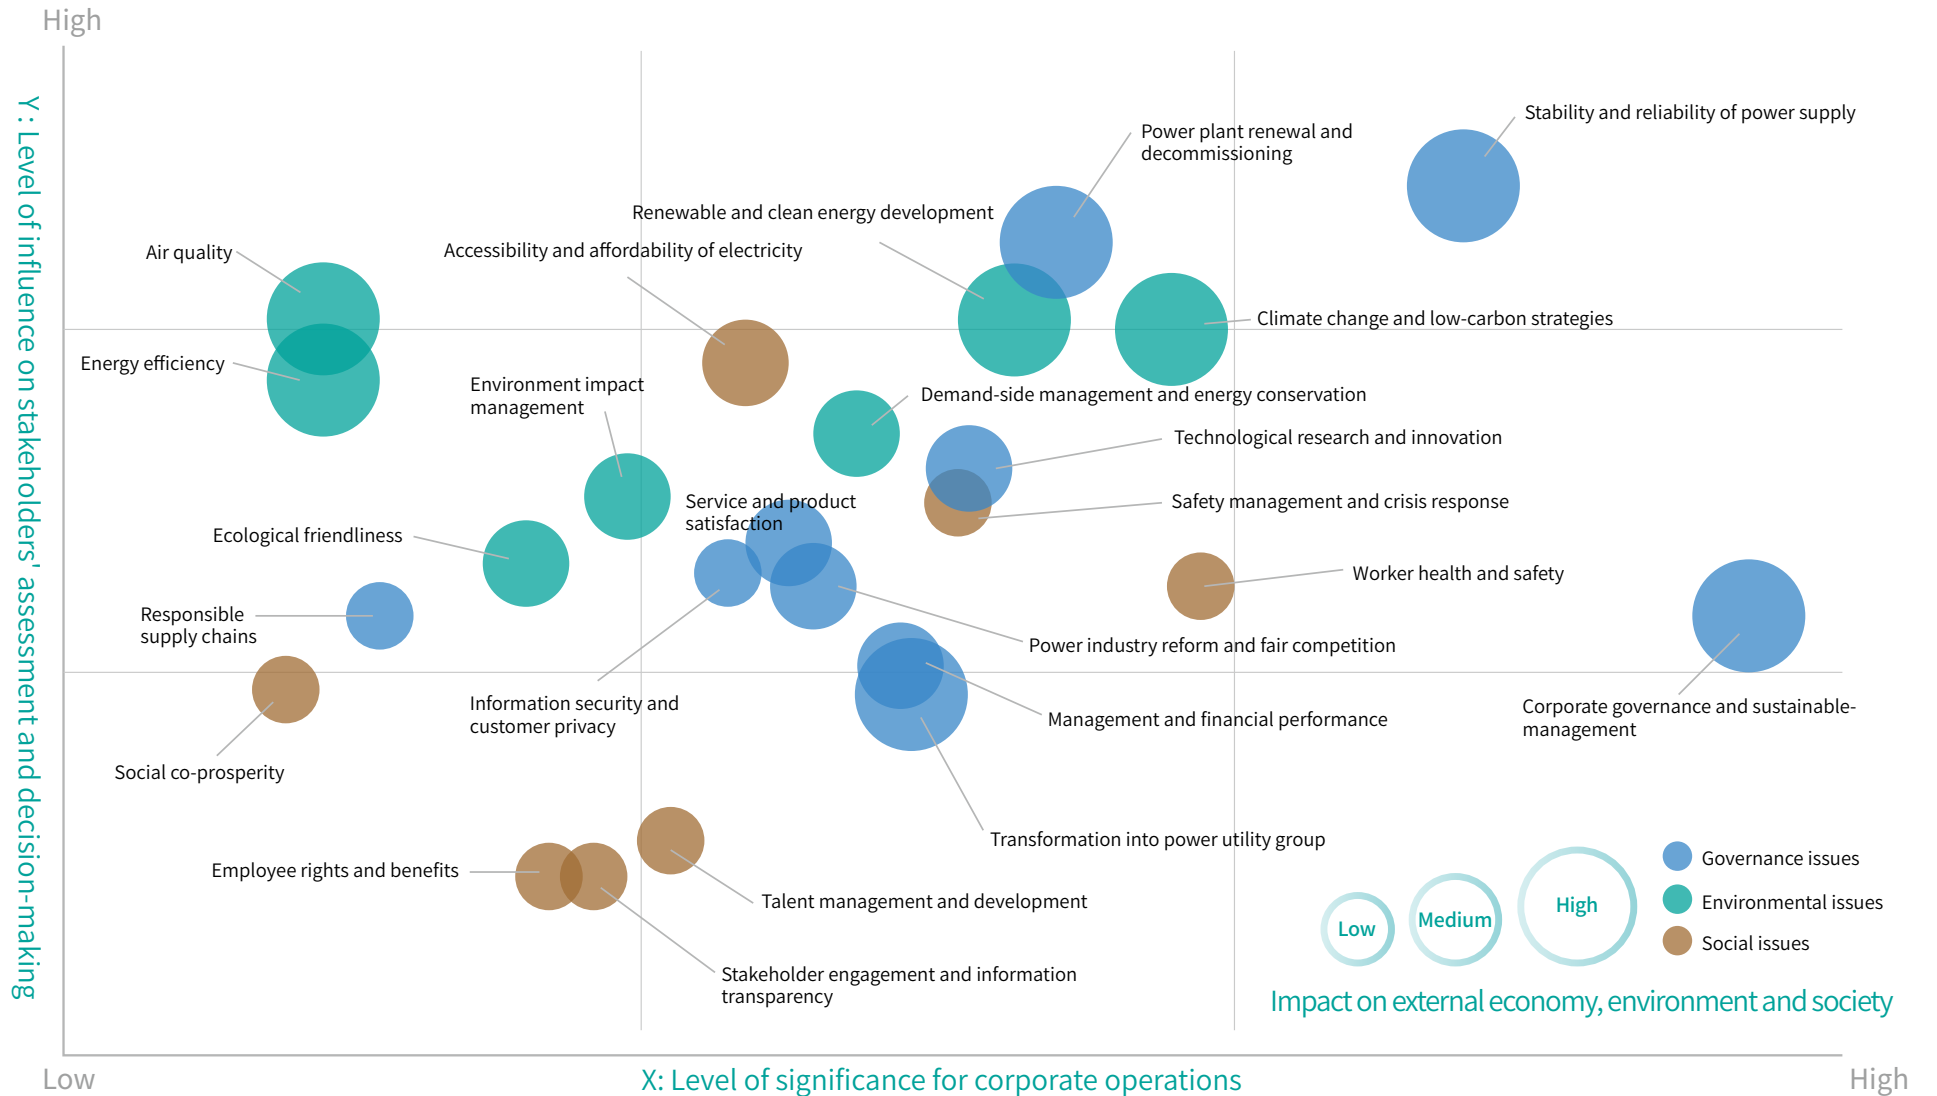 High
Y : Level of influence on stakeholders' assessment and decision-making
Stability and reliability of power supply
Power plant renewal and
decommissioning
Renewable and clean energy development
Accessibility and affordability of electricity
Air quality
Climate change and low-carbon strategies
Energy efficiency
Environment impact
management
Demand-side management and energy conservation
Technological research and innovation
Service and product
satisfaction
Safety management and crisis response
Ecological friendliness
Worker health and safety
Responsible
supply chains
Power industry reform and fair competition
Information security and
customer privacy
Management and financial performance
Corporate governance and sustainable-
management
Social co-prosperity
Transformation into power utility group
Employee rights and benefits
Talent management and development
Stakeholder engagement and information
transparency
Low
Medium
High
Governance issues
Environmental issues
Social issues
Impact on external economy, environment and society
Low
X: Level of significance for corporate operations
High